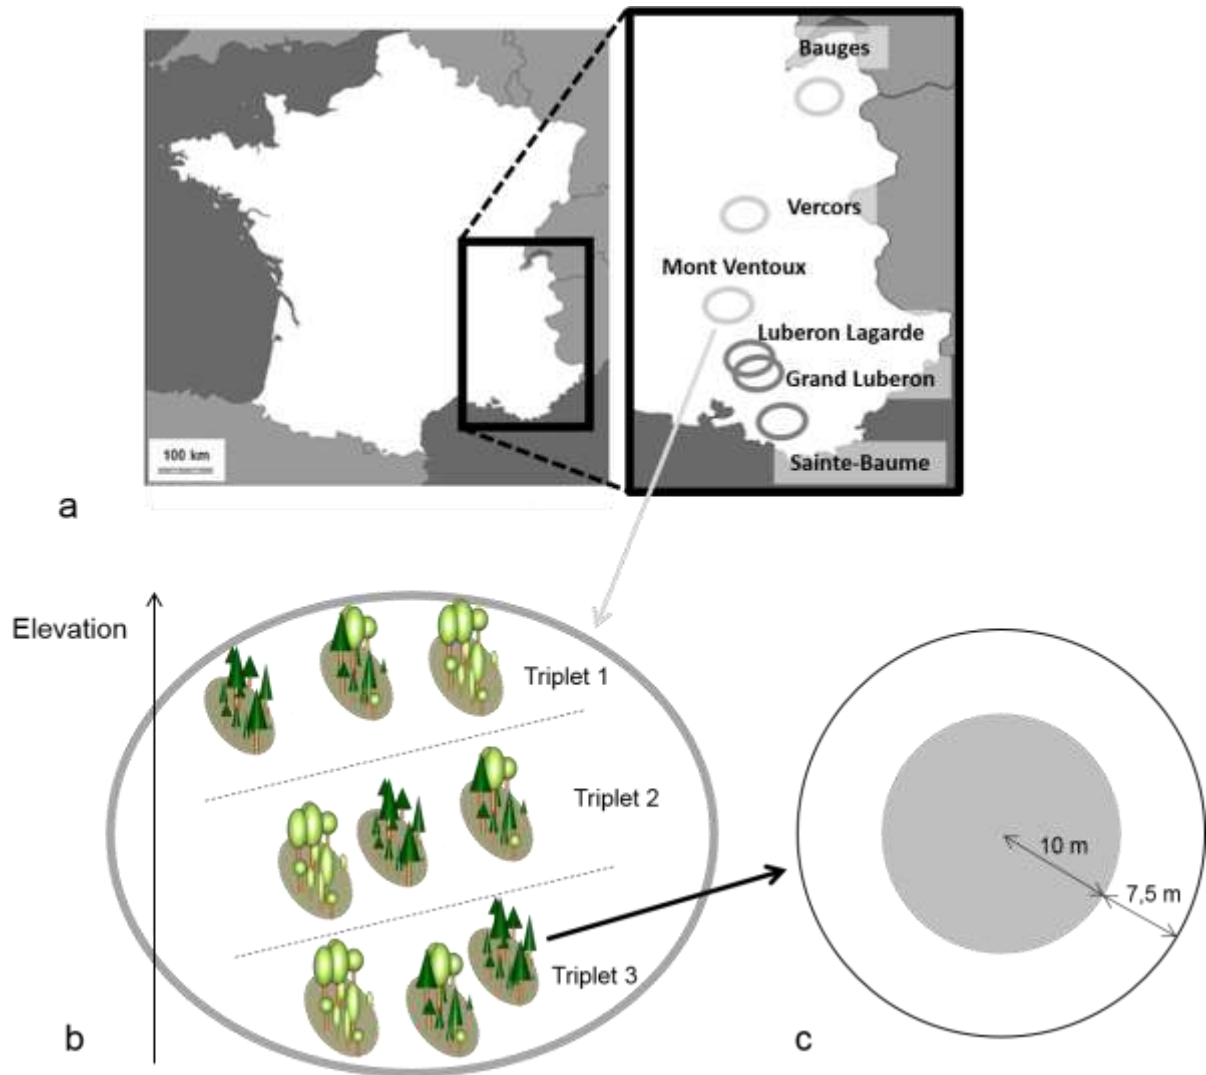 Bauges
Vercors
Mont Ventoux
Luberon Lagarde
Grand Luberon
Sainte-Baume
100 km
a
Elevation
Triplet 1
Triplet 2
Triplet 3
b
10 m
7,5 m
c